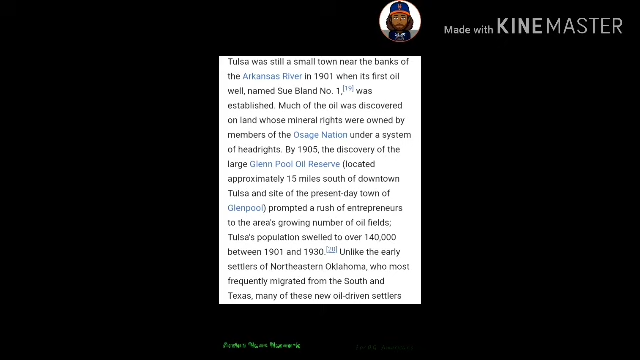 Made with KINEMASTER
Tulsa was still a small town near the banks of
the Arkansas River in 1901 when its first oil
well, named Sue Bland No. 1,[19] was
established. Much of the oil was discovered
on land whose mineral rights were owned by
members of the Osage Nation under a system
of headrights. By 1905, the discovery of the
large Glenn Pool Oil Reserve (located
approximately 15 miles south of downtown
Tulsa and site of the present-day town of
Glenpool) prompted a rush of entrepreneurs
to the area's growing number of oil fields;
Tulsa's population swelled to over 140,000
between 1901 and 1930.[20] Unlike the early
settlers of Northeastern Oklahoma, who most
frequently migrated from the South and
Texas, many of these new oil-driven settlers